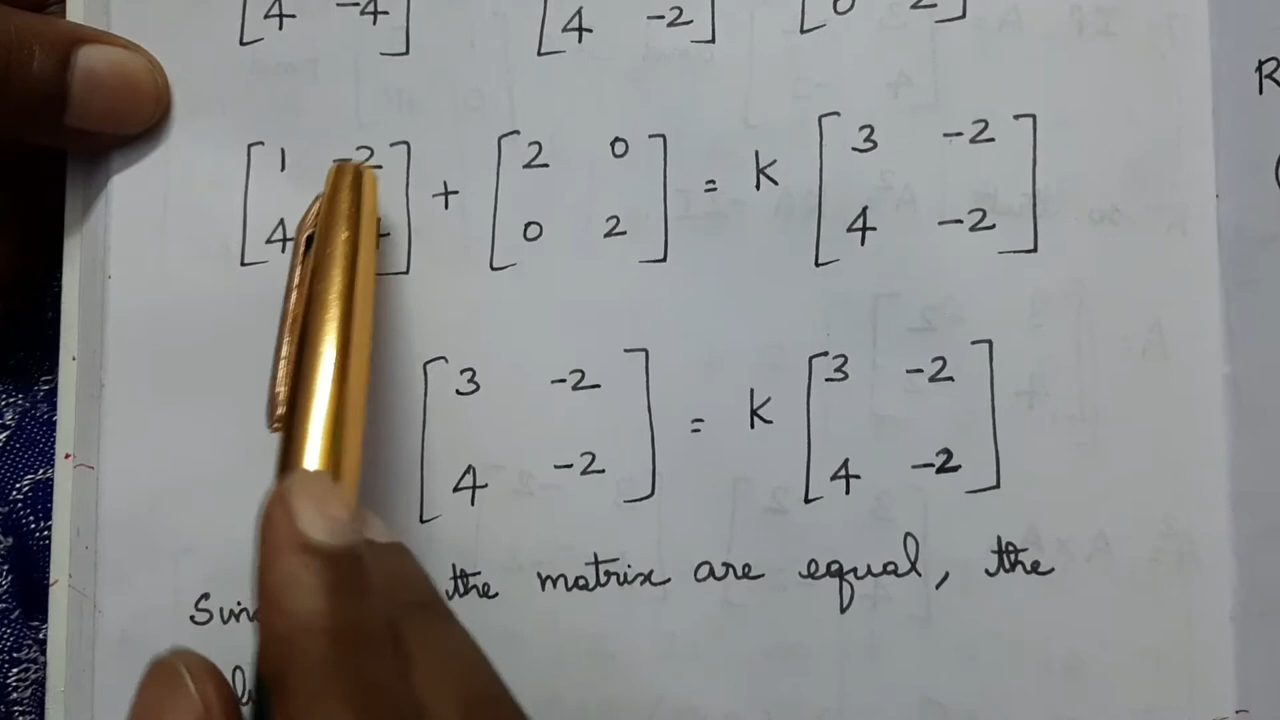 [4 -4] [4 -2] [0 2]
[1 -2] + [2 0] = K [3 -2]
[4] [0 2] [4 -2]
[3 -2] = K [3 -2]
[4 -2] [4 -2]
the matrix are equal, the